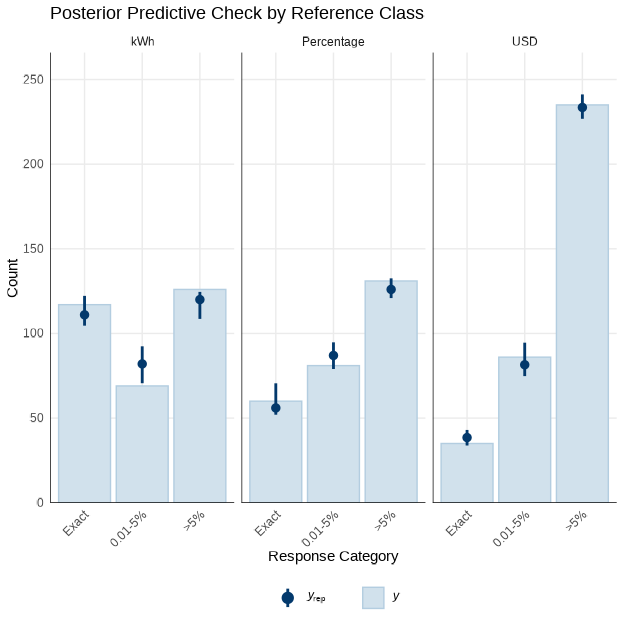 Posterior Predictive Check by Reference Class
kWh Percentage USD
250
200
150
100
50
0
Count
Exact 0.01-5% >5% Exact 0.01-5% >5% Exact 0.01-5% >5%
Response Category
yrep y